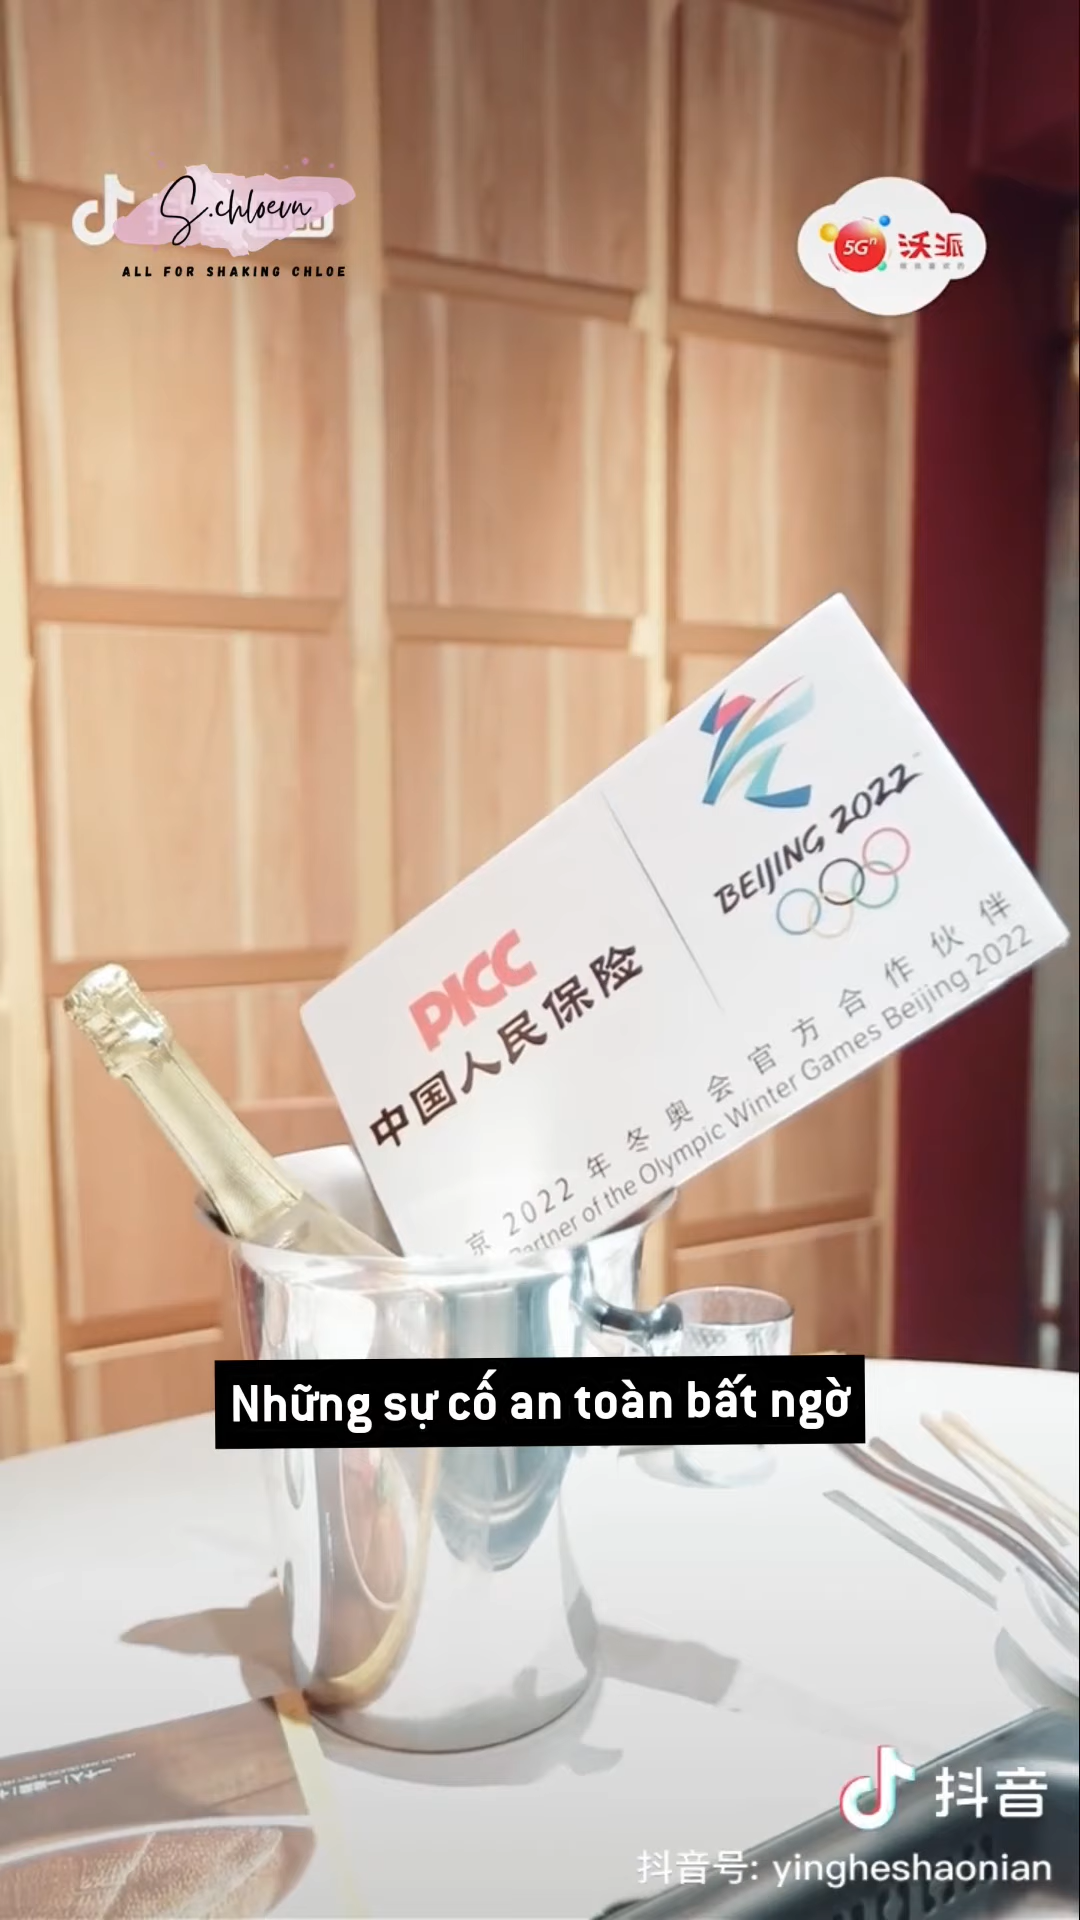 S.chloevn
ALL FOR SHAKING CHLOE
5Gⁿ 沃派
BEIJING 2022
PICC
中国人民保险
京 2022 年冬奥会官方合作伙伴
Partner of the Olympic Winter Games Beijing 2022
Những sự cố an toàn bất ngờ
抖音
抖音号: yingheshaonian